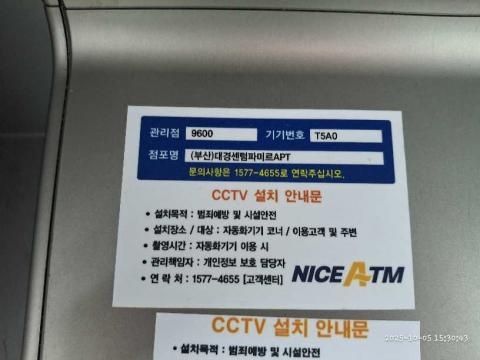 관리점 9600 기기번호 T5A0
점포명 (부산)대경센텀파미르APT
문의사항은 1577-4655로 연락주십시오.
CCTV 설치 안내문
• 설치목적 : 범죄예방 및 시설안전
• 설치장소 / 대상 : 자동화기기 코너 / 이용고객 및 주변
• 촬영시간 : 자동화기기 이용 시
• 관리책임자 : 개인정보 보호 담당자
• 연 락 처 : 1577-4655 [고객센터]
NICE ATM
CCTV 설치 안내문
• 설치목적 : 범죄예방 및 시설안전
2025-10-05 15:30:43